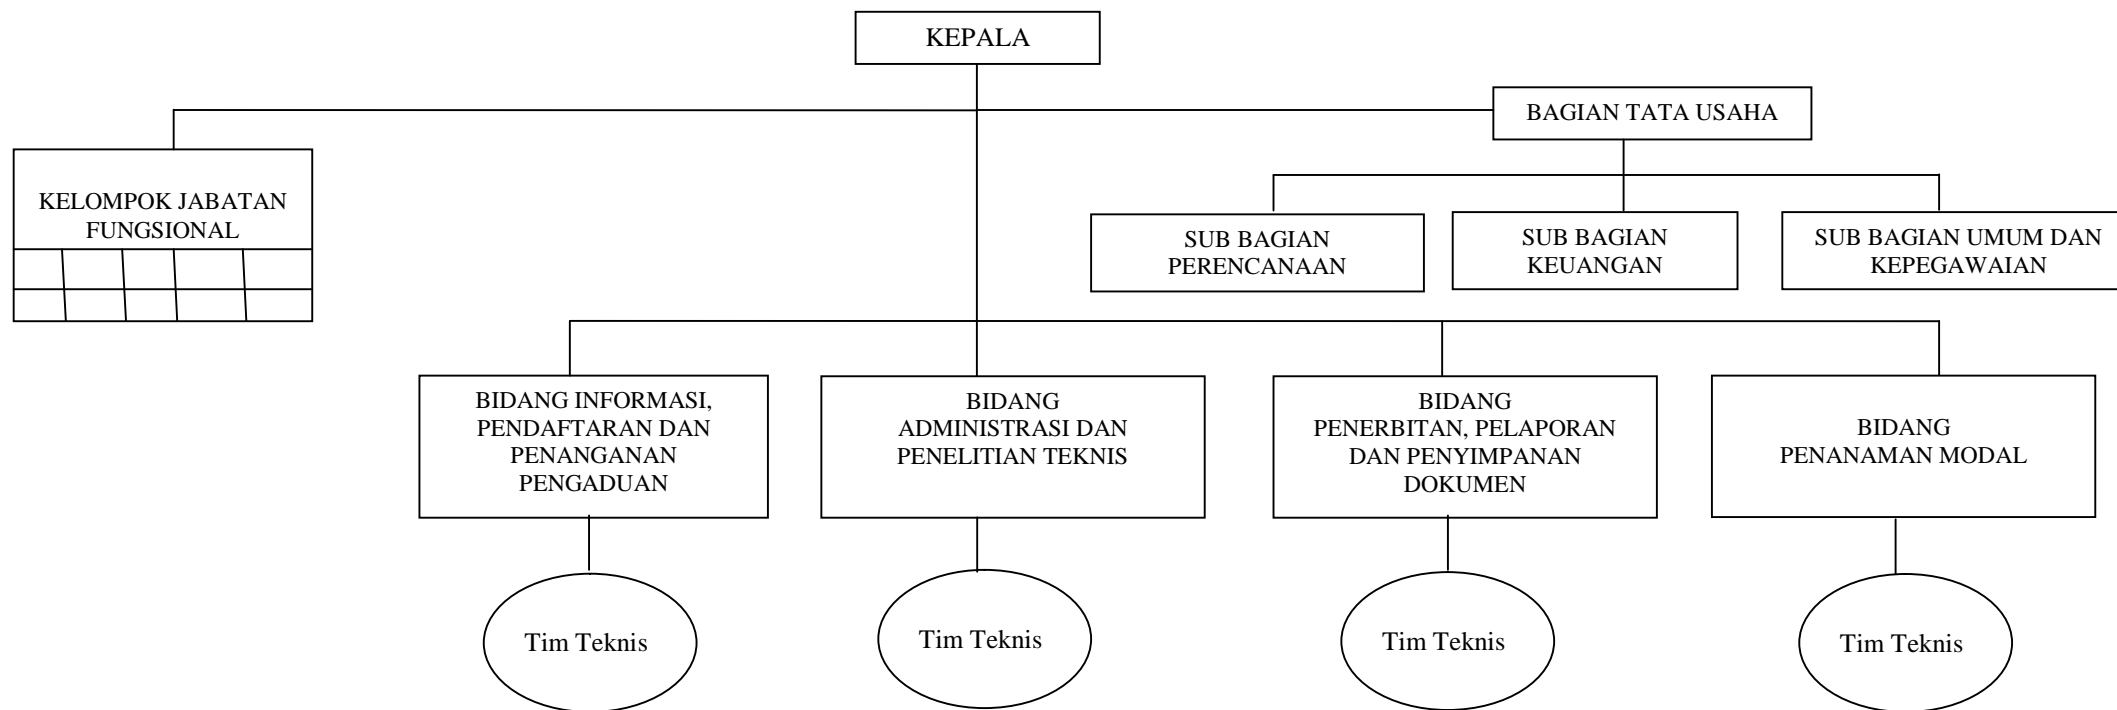 KEPALA
BAGIAN TATA USAHA
KELOMPOK JABATAN
FUNGSIONAL
SUB BAGIAN
PERENCANAAN
SUB BAGIAN
KEUANGAN
SUB BAGIAN UMUM DAN
KEPEGAWAIAN
BIDANG INFORMASI,
PENDAFTARAN DAN
PENANGANAN
PENGADUAN
BIDANG
ADMINISTRASI DAN
PENELITIAN TEKNIS
BIDANG
PENERBITAN, PELAPORAN
DAN PENYIMPANAN
DOKUMEN
BIDANG
PENANAMAN MODAL
Tim Teknis
Tim Teknis
Tim Teknis
Tim Teknis